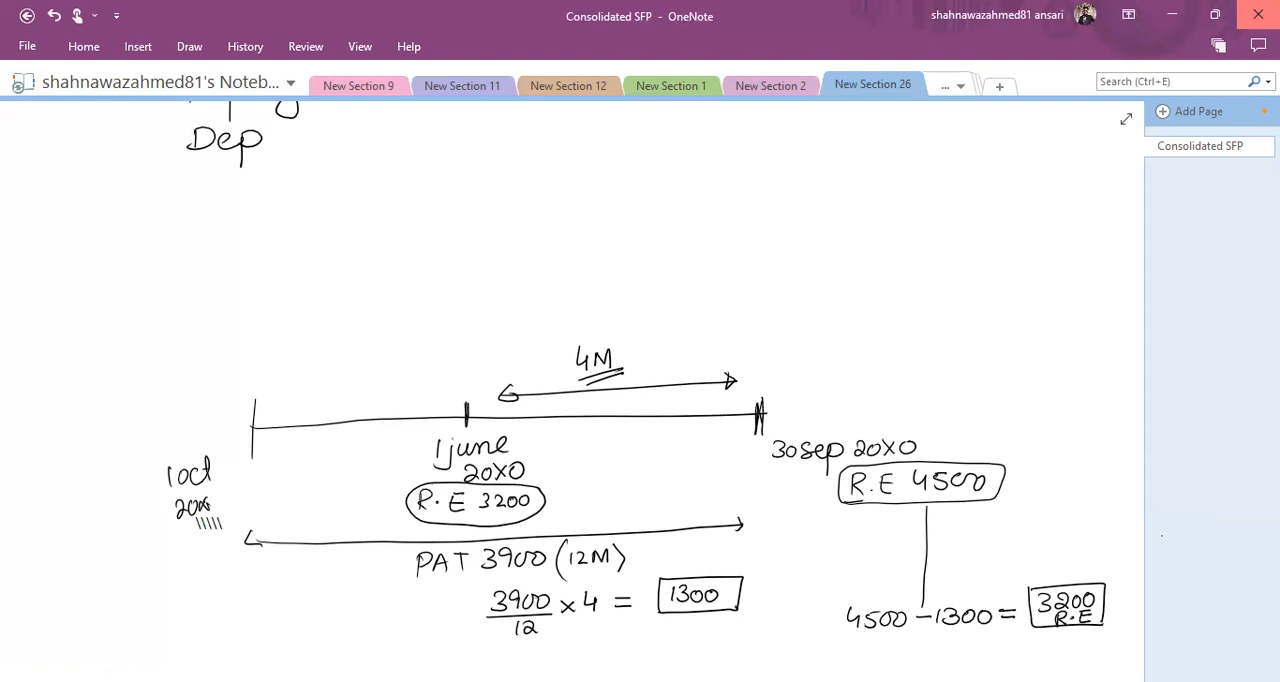 Consolidated SFP - OneNote
shahnawazahmed81 ansari
File Home Insert Draw History Review View Help
shahnawazahmed81's Noteb...
New Section 9 New Section 11 New Section 12 New Section 1 New Section 2 New Section 26 ...
Search (Ctrl+E)
Add Page
Consolidated SFP
Dep
4M
1 june
20X0
30 Sep 20X0
1 oct
R.E 3200
R.E 4500
PAT 3900 (12M)
3900
12
× 4 = 1300
4500 - 1300 = 3200
R.E